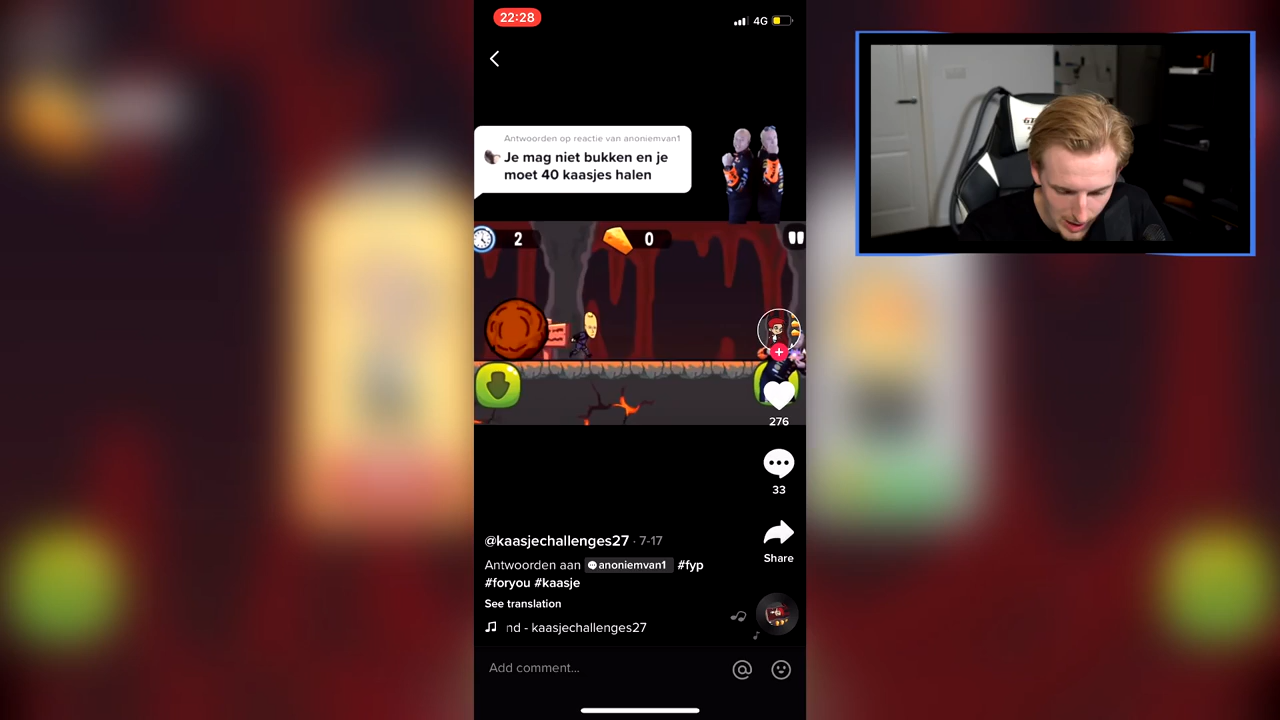 22:28
4G
Antwoorden op reactie van anoniemvan1
Je mag niet bukken en je
moet 40 kaasjes halen
2
0
276
33
Share
@kaasjechallenges27 · 7-17
Antwoorden aan anoniemvan1 #fyp
#foryou #kaasje
See translation
nd - kaasjechallenges27
Add comment...